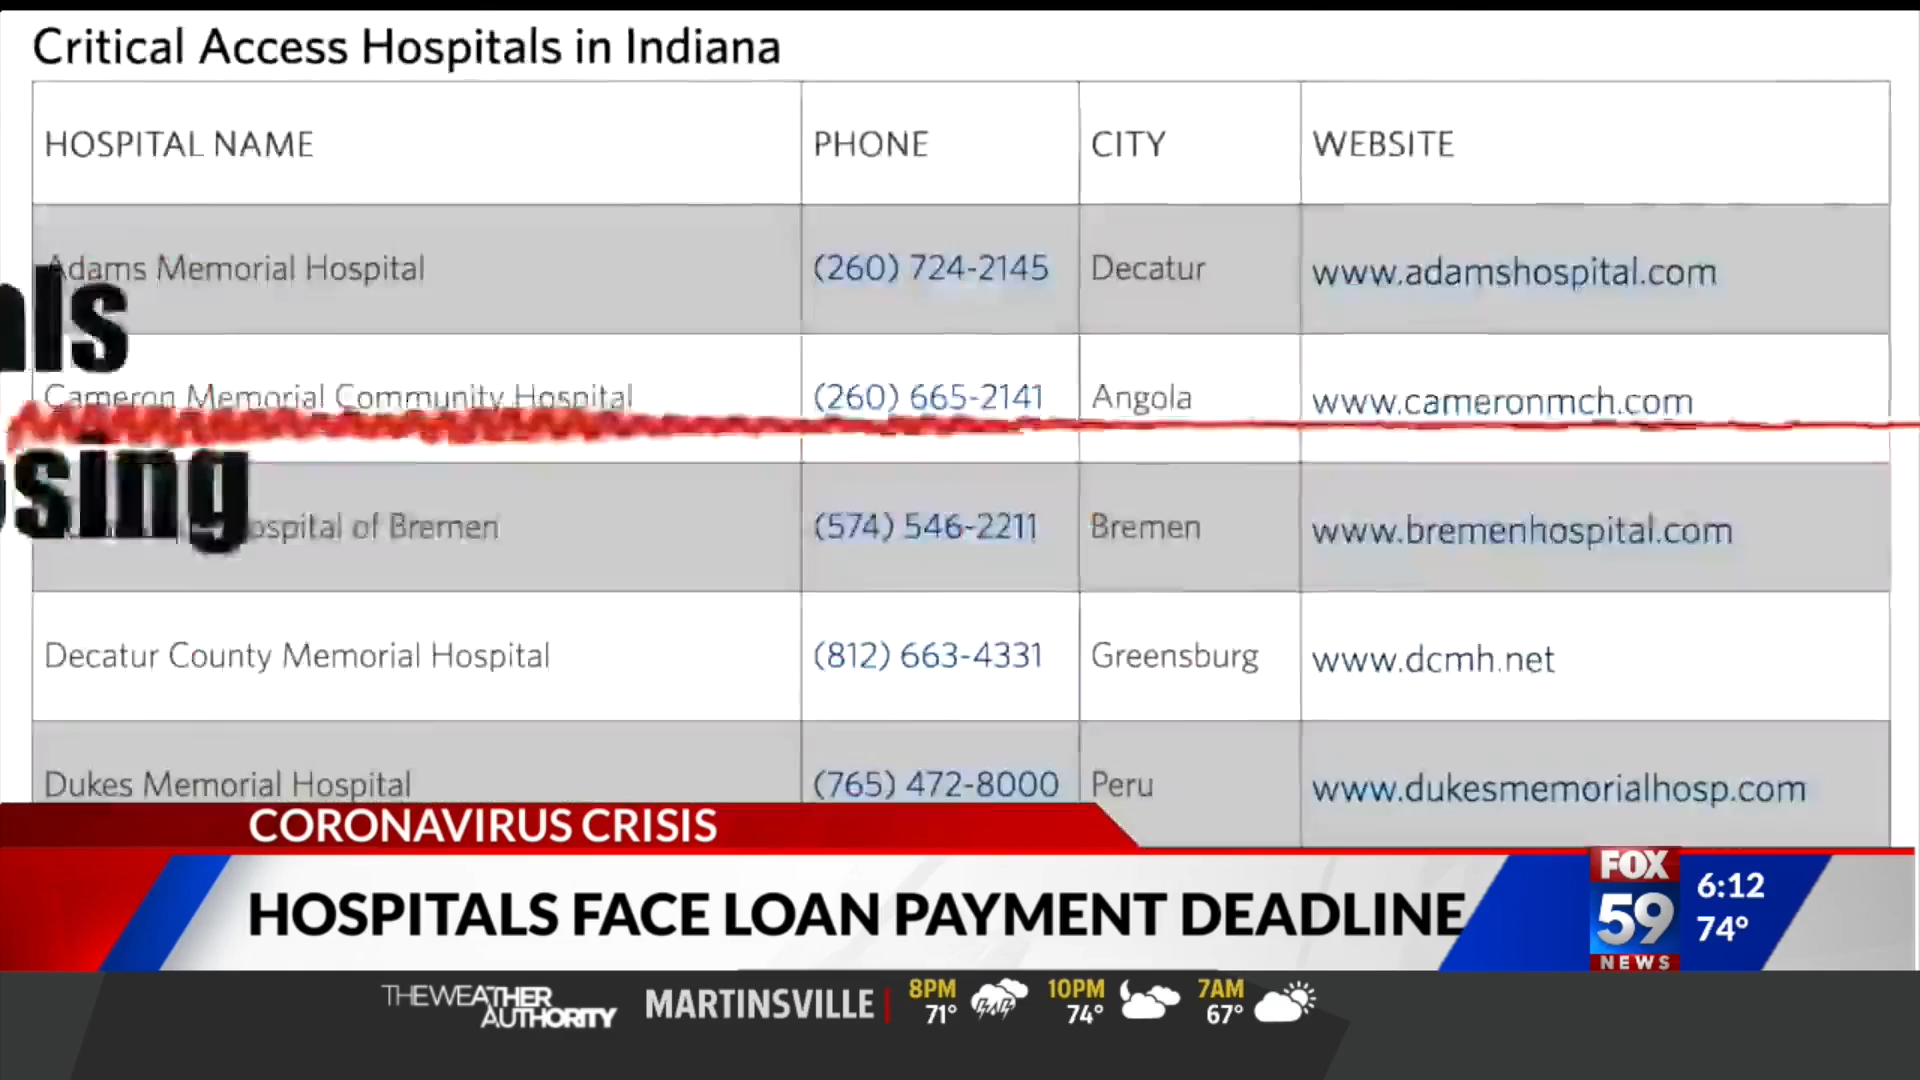 Critical Access Hospitals in Indiana
HOSPITAL NAME PHONE CITY WEBSITE
Adams Memorial Hospital (260) 724-2145 Decatur www.adamshospital.com
als
Cameron Memorial Community Hospital (260) 665-2141 Angola www.cameronmch.com
osing
ospital of Bremen (574) 546-2211 Bremen www.bremenhospital.com
Decatur County Memorial Hospital (812) 663-4331 Greensburg www.dcmh.net
Dukes Memorial Hospital (765) 472-8000 Peru www.dukesmemorialhosp.com
CORONAVIRUS CRISIS
HOSPITALS FACE LOAN PAYMENT DEADLINE
FOX 59 NEWS
6:12
74°
THE WEATHER AUTHORITY
MARTINSVILLE
8PM 71°
10PM 74°
7AM 67°